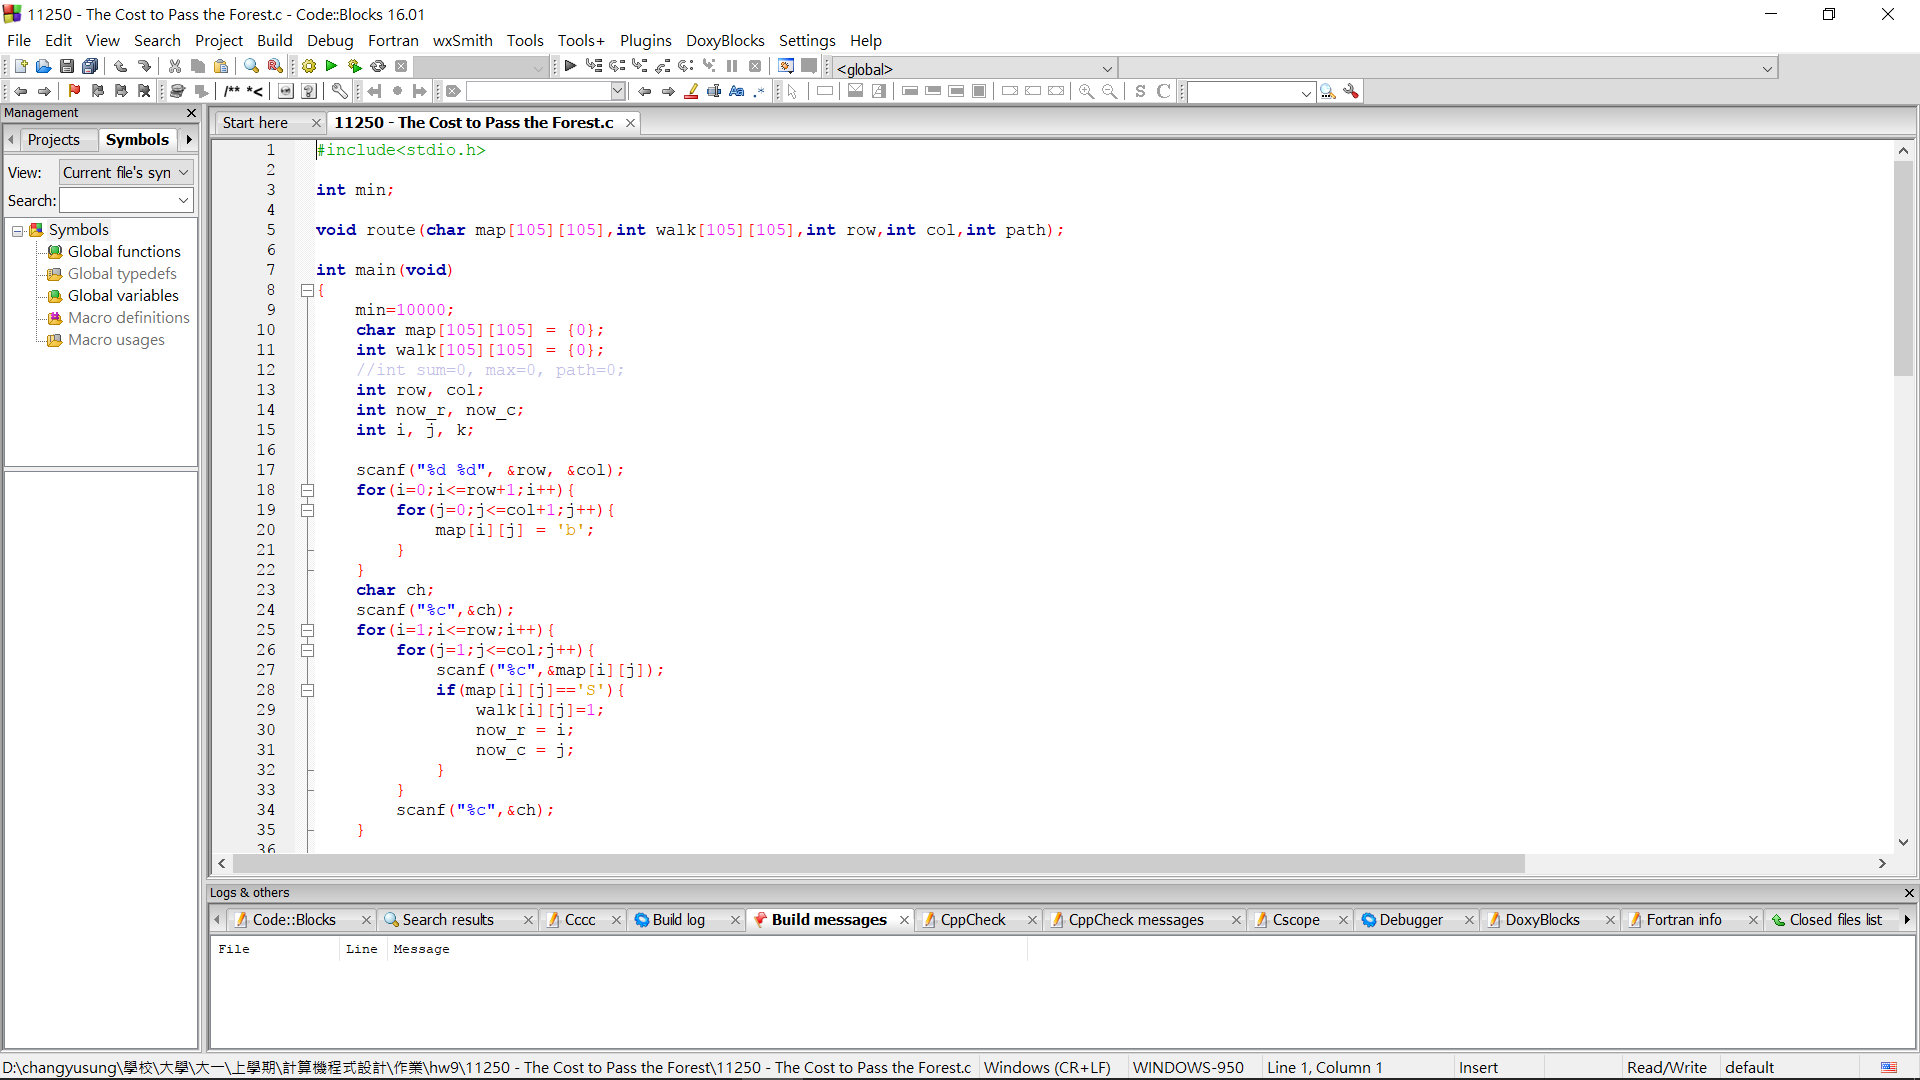 11250 - The Cost to Pass the Forest.c - Code::Blocks 16.01
File Edit View Search Project Build Debug Fortran wxSmith Tools Tools+ Plugins DoxyBlocks Settings Help
<global>
/** *<
S C
Management
Projects Symbols
View: Current file's syn
Search:
Symbols
Global functions
Global typedefs
Global variables
Macro definitions
Macro usages
Start here 11250 - The Cost to Pass the Forest.c
1 #include<stdio.h>
2
3 int min;
4
5 void route(char map[105][105],int walk[105][105],int row,int col,int path);
6
7 int main(void)
8 {
9 min=10000;
10 char map[105][105] = {0};
11 int walk[105][105] = {0};
12 //int sum=0, max=0, path=0;
13 int row, col;
14 int now_r, now_c;
15 int i, j, k;
16
17 scanf("%d %d", &row, &col);
18 for(i=0;i<=row+1;i++){
19 for(j=0;j<=col+1;j++){
20 map[i][j] = 'b';
21 }
22 }
23 char ch;
24 scanf("%c",&ch);
25 for(i=1;i<=row;i++){
26 for(j=1;j<=col;j++){
27 scanf("%c",&map[i][j]);
28 if(map[i][j]=='S'){
29 walk[i][j]=1;
30 now_r = i;
31 now_c = j;
32 }
33 }
34 scanf("%c",&ch);
35 }
36
Logs & others
Code::Blocks Search results Cccc Build log Build messages CppCheck CppCheck messages Cscope Debugger DoxyBlocks Fortran info Closed files list
File Line Message
D:\changyusung\學校\大學\大一\上學期\計算機程式設計\作業\hw9\11250 - The Cost to Pass the Forest\11250 - The Cost to Pass the Forest.c Windows (CR+LF) WINDOWS-950 Line 1, Column 1 Insert Read/Write default